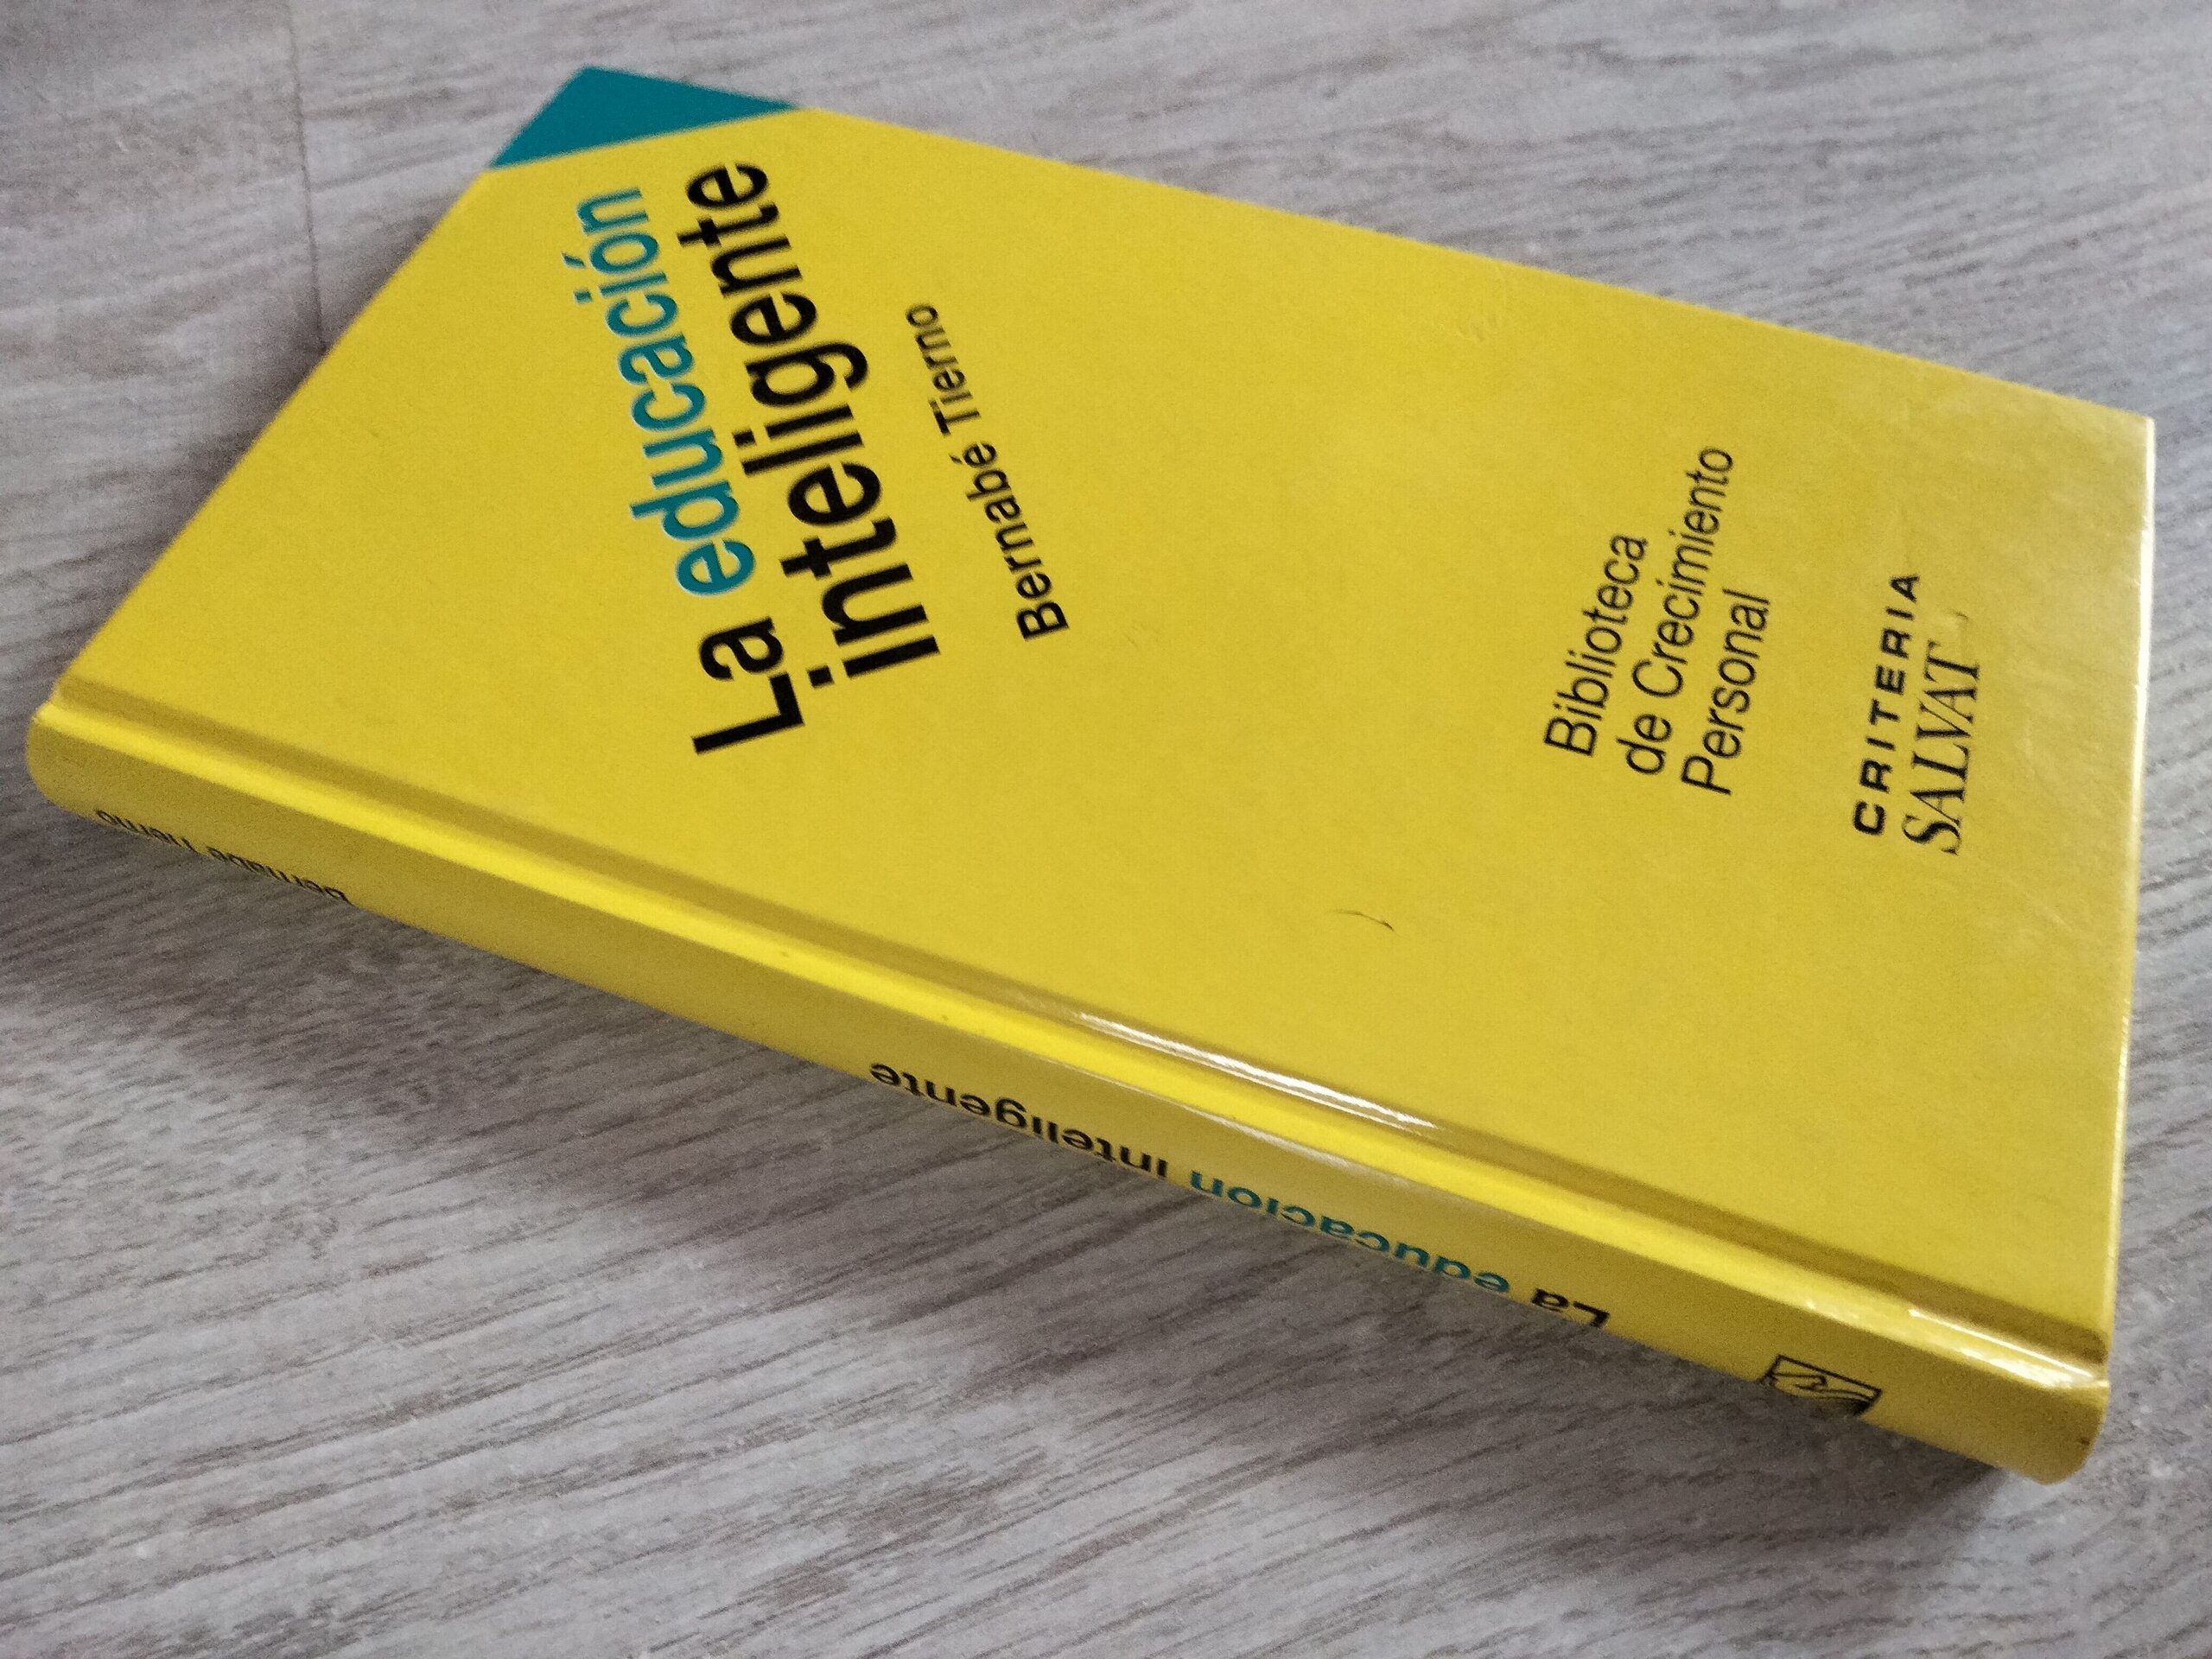 La educación
inteligente
Bernabé Tierno
Biblioteca
de Crecimiento
Personal
CRITERIA
SALVAT
La educación inteligente
Bernabé Tierno